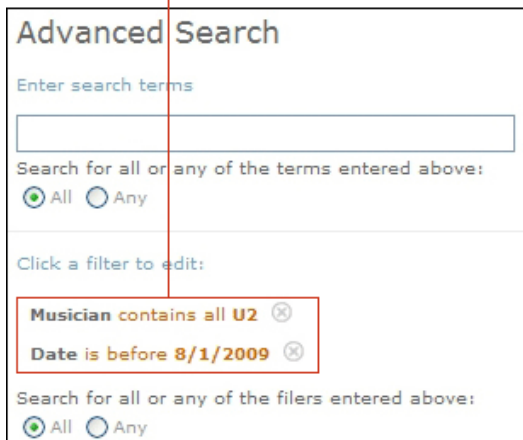 Advanced Search
Enter search terms
Search for all or any of the terms entered above:
All Any
Click a filter to edit:
Musician contains all U2
Date is before 8/1/2009
Search for all or any of the filers entered above:
All Any